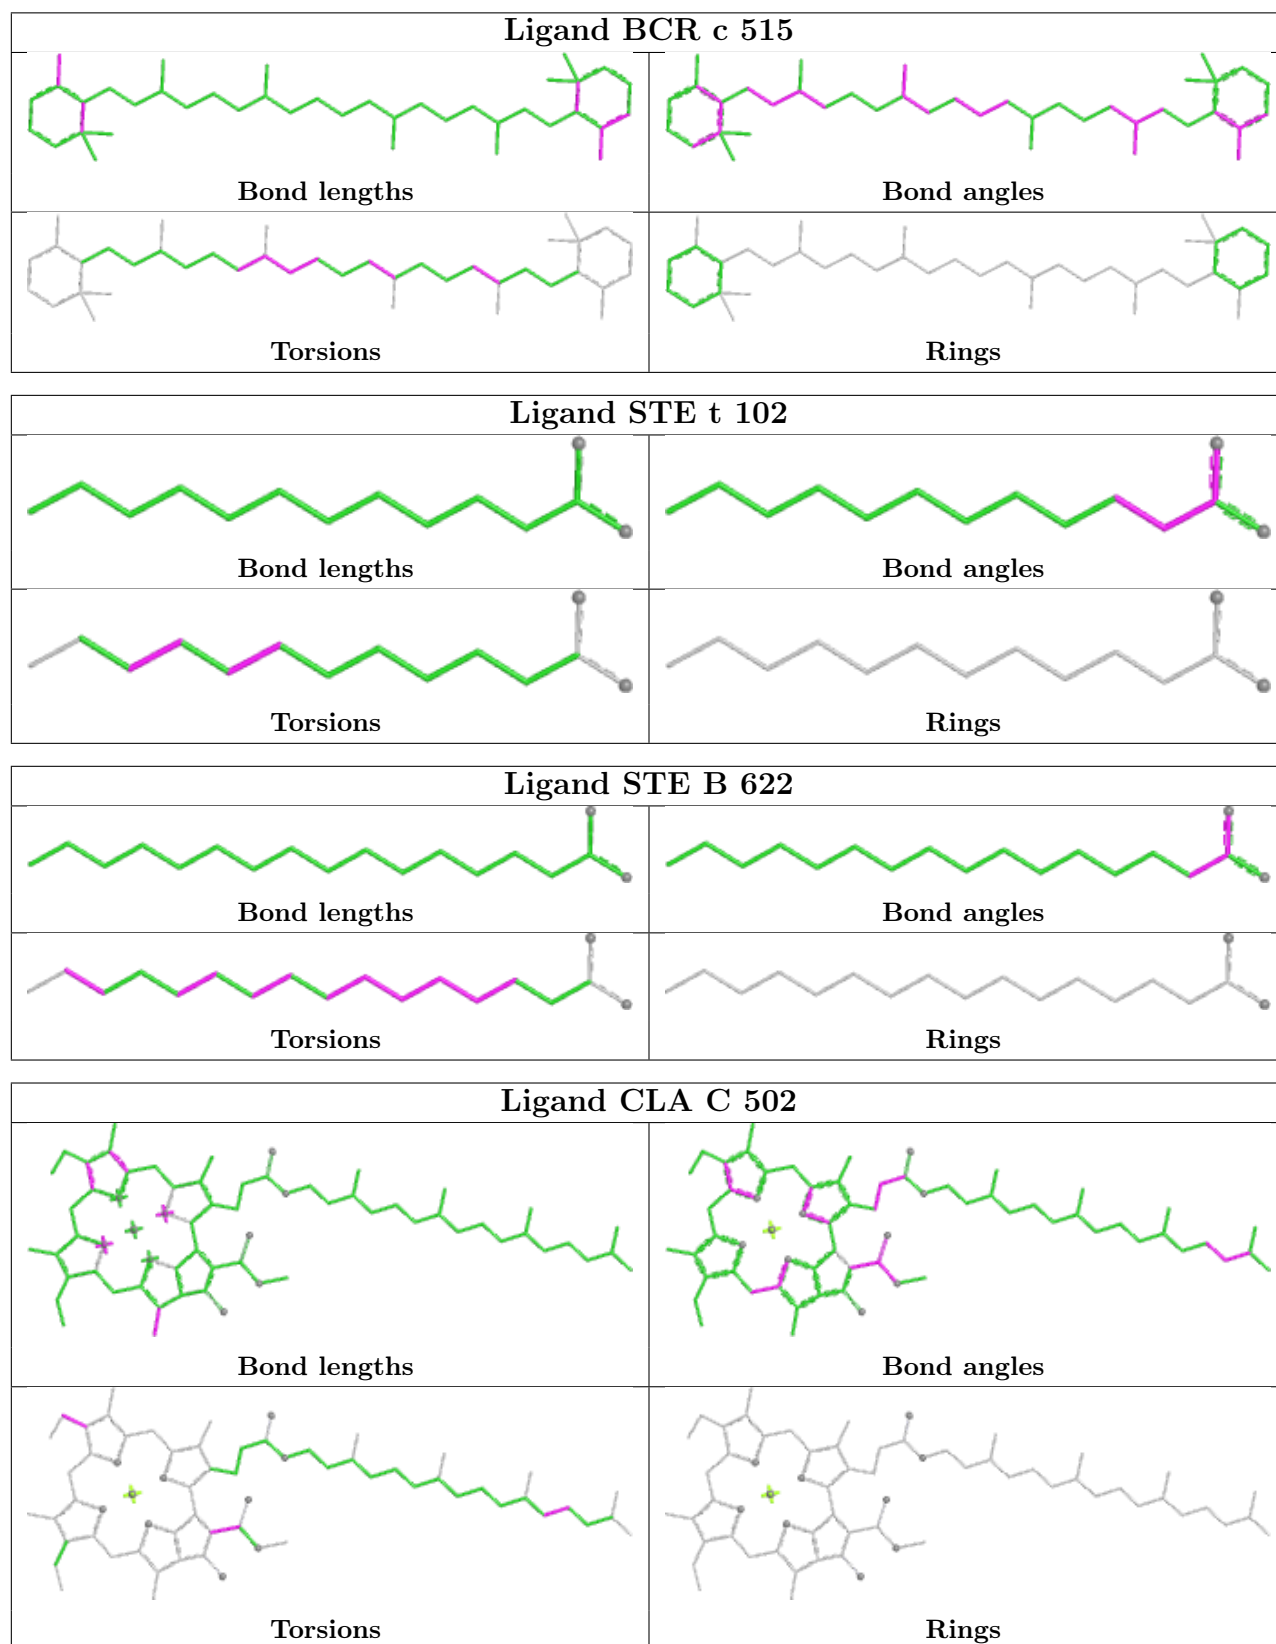 Ligand BCR c 515
Bond lengths
Bond angles
Torsions
Rings
Ligand STE t 102
Bond lengths
Bond angles
Torsions
Rings
Ligand STE B 622
Bond lengths
Bond angles
Torsions
Rings
Ligand CLA C 502
Bond lengths
Bond angles
Torsions
Rings